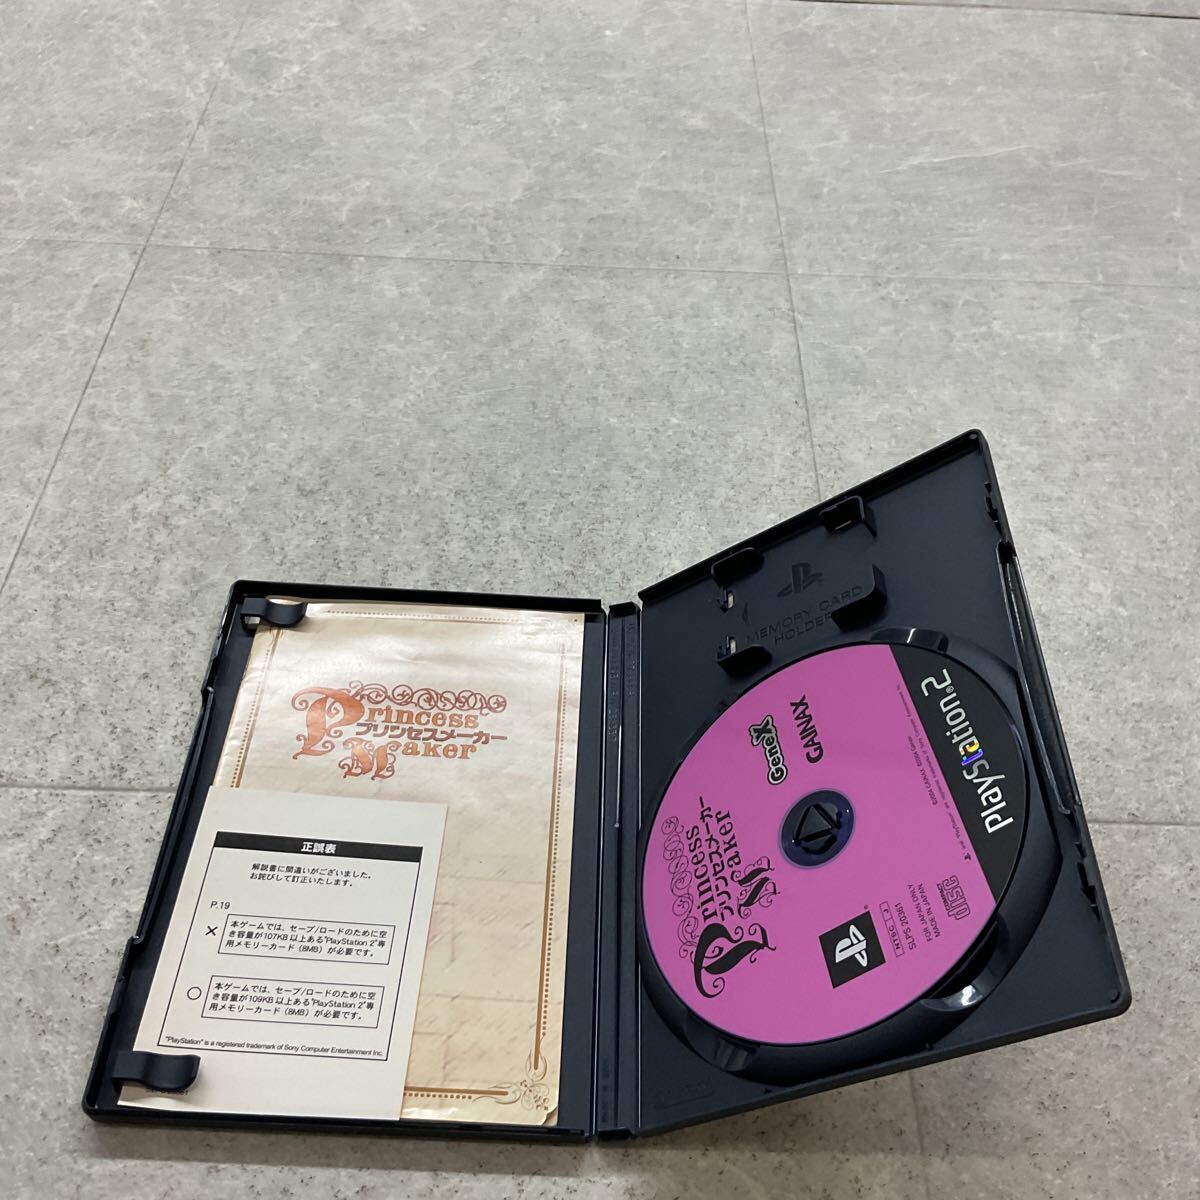 Princess
プリンセスメーカー
Maker
正誤表
解説書に間違いがございました。
お詫びして訂正いたします。
P.19
× 本ゲームでは、セーブ/ロードのために空
き容量が107KB以上ある"PlayStation 2"専
用メモリーカード（8MB）が必要です。
○ 本ゲームでは、セーブ/ロードのために空
き容量が109KB以上ある"PlayStation 2"専
用メモリーカード（8MB）が必要です。
"PlayStation" is a registered trademark of Sony Computer Entertainment Inc.
MEMORY CARD
HOLDER
PlayStation®2
GeneX
GAINAX
Princess
プリンセスメーカー
Maker
COMPACT
disc
NTSC J
SLPS 20361
FOR JAPAN ONLY
MADE IN JAPAN